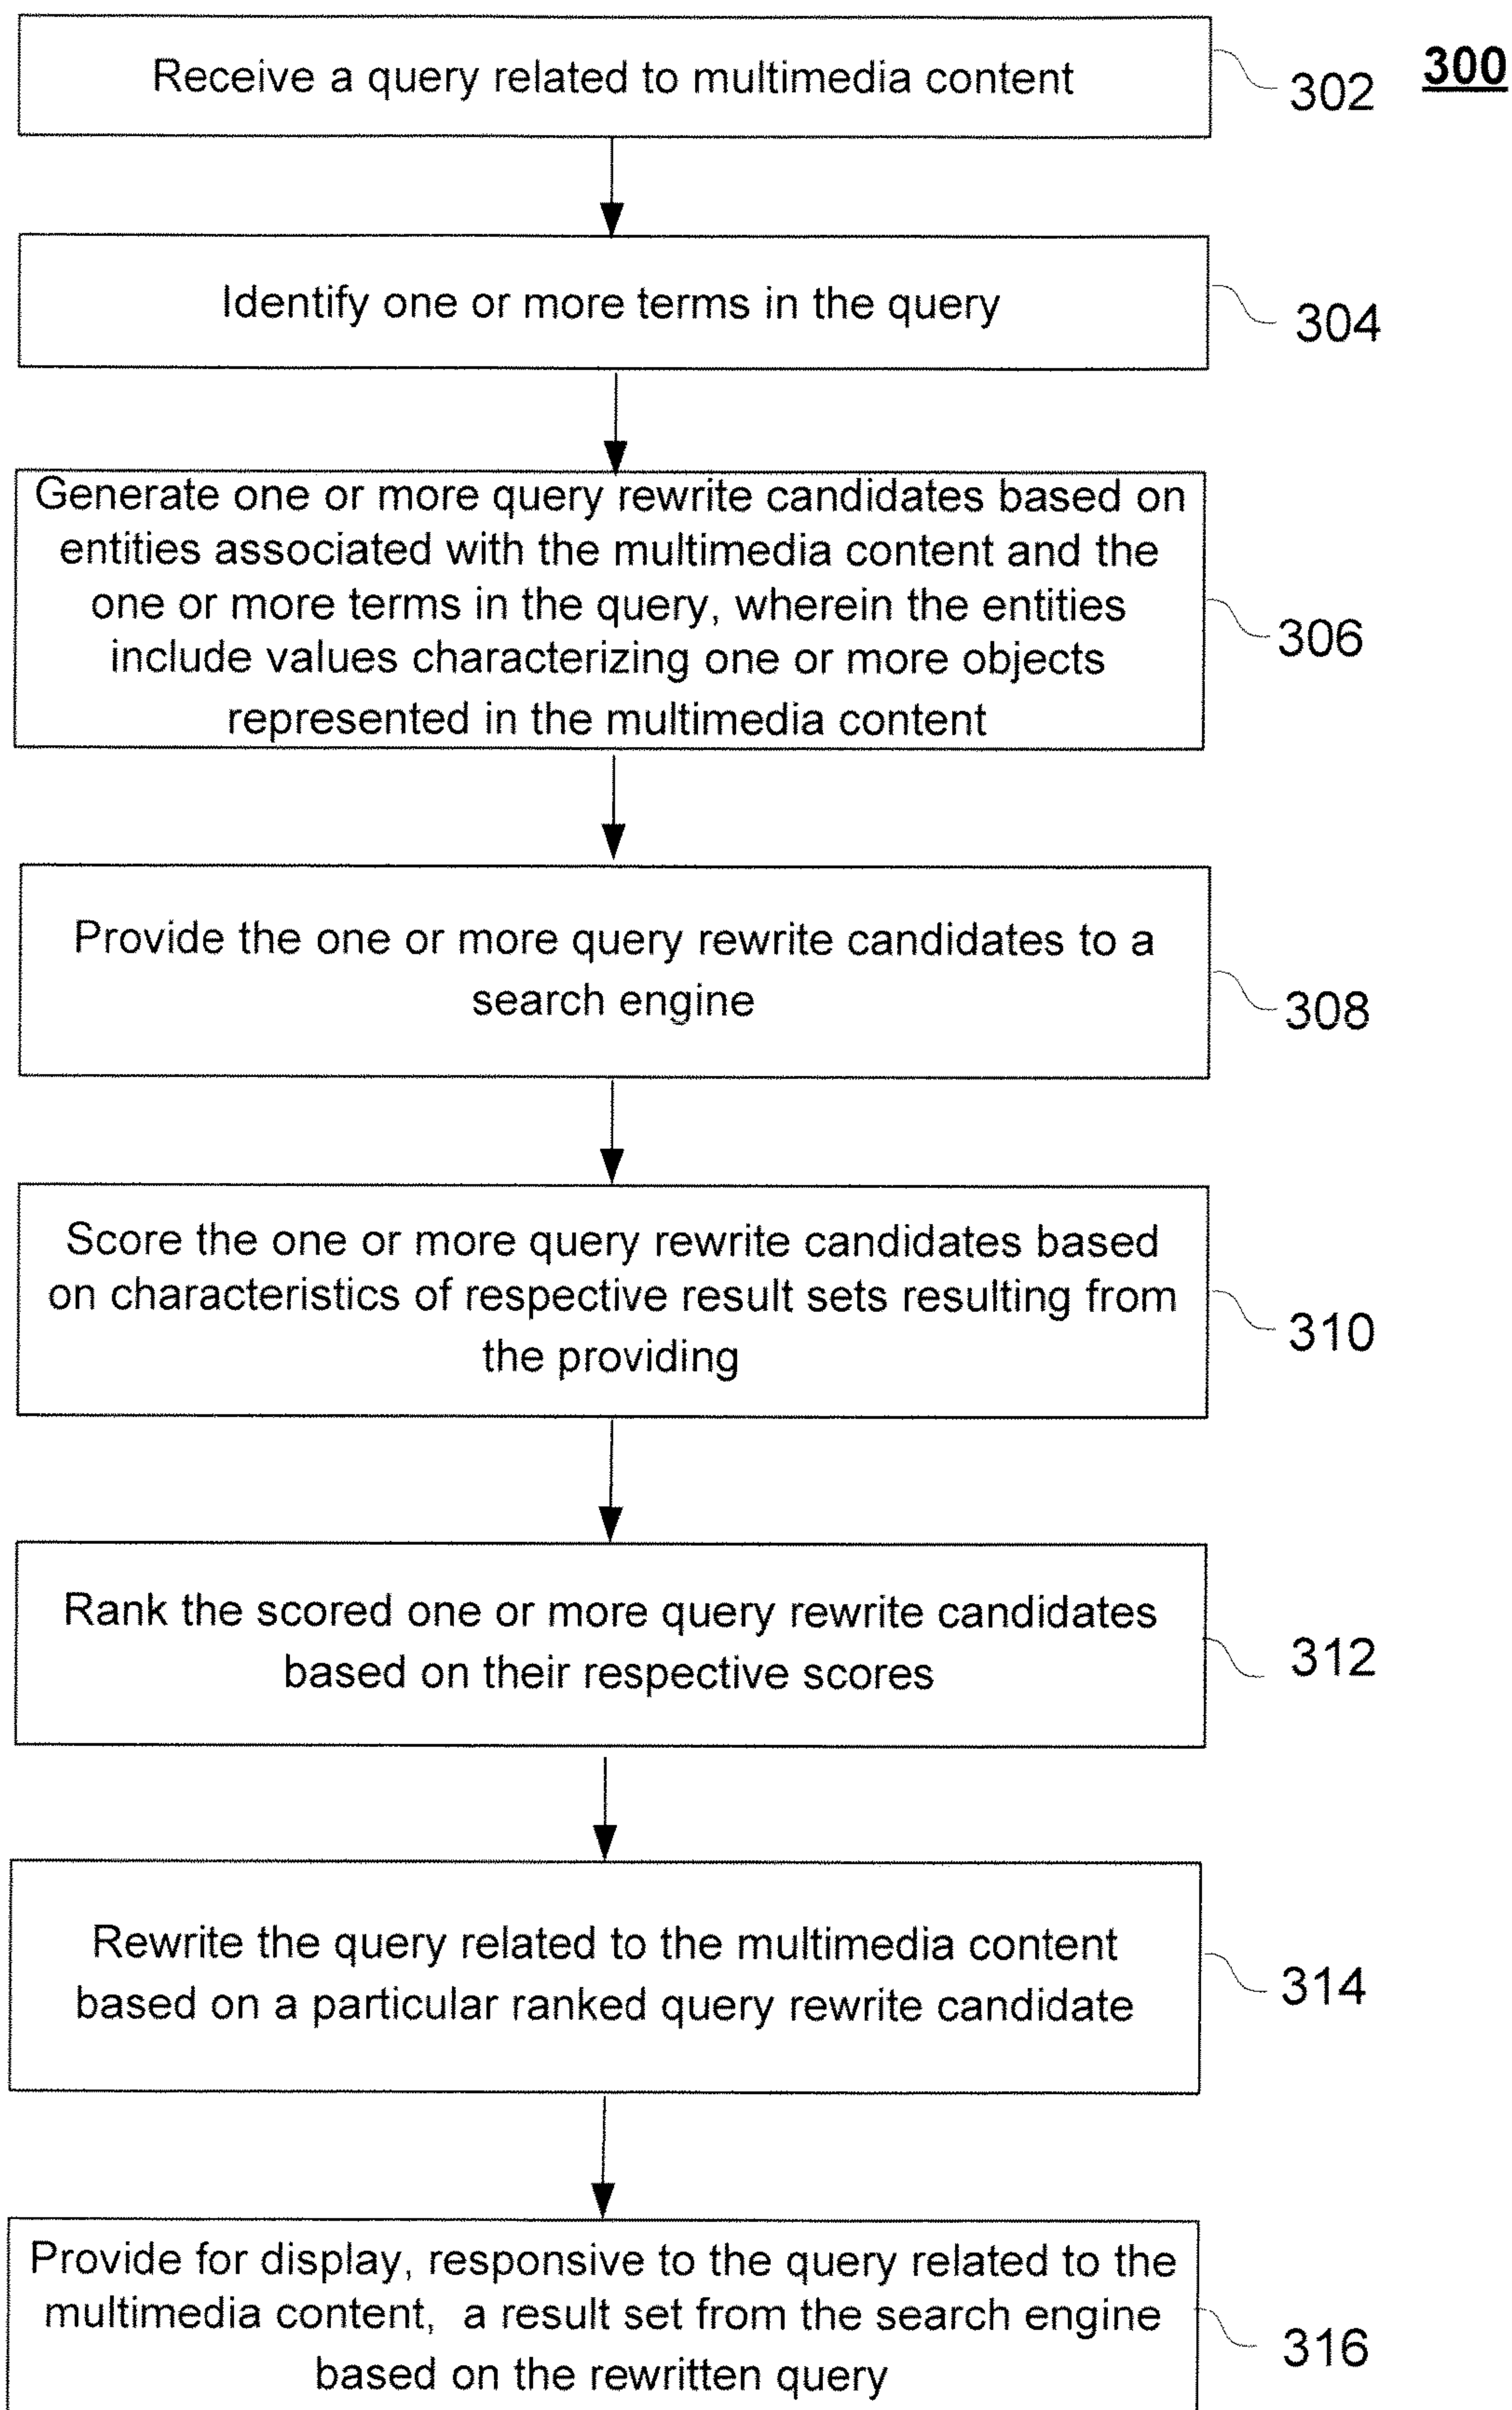 Receive a query related to multimedia content
302
300
Identify one or more terms in the query
304
Generate one or more query rewrite candidates based on
entities associated with the multimedia content and the
one or more terms in the query, wherein the entities
include values characterizing one or more objects
represented in the multimedia content
306
Provide the one or more query rewrite candidates to a
search engine
308
Score the one or more query rewrite candidates based
on characteristics of respective result sets resulting from
the providing
310
Rank the scored one or more query rewrite candidates
based on their respective scores
312
Rewrite the query related to the multimedia content
based on a particular ranked query rewrite candidate
314
Provide for display, responsive to the query related to the
multimedia content, a result set from the search engine
based on the rewritten query
316